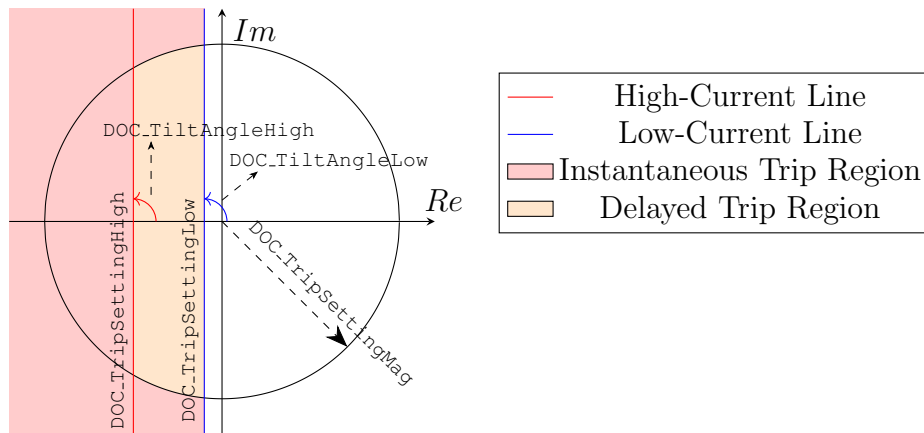 Im
DOC_TiltAngleHigh
DOC_TiltAngleLow
Re
DOC_TripSettingHigh
DOC_TripSettingLow
DOC_TripSettingMag
High-Current Line
Low-Current Line
Instantaneous Trip Region
Delayed Trip Region